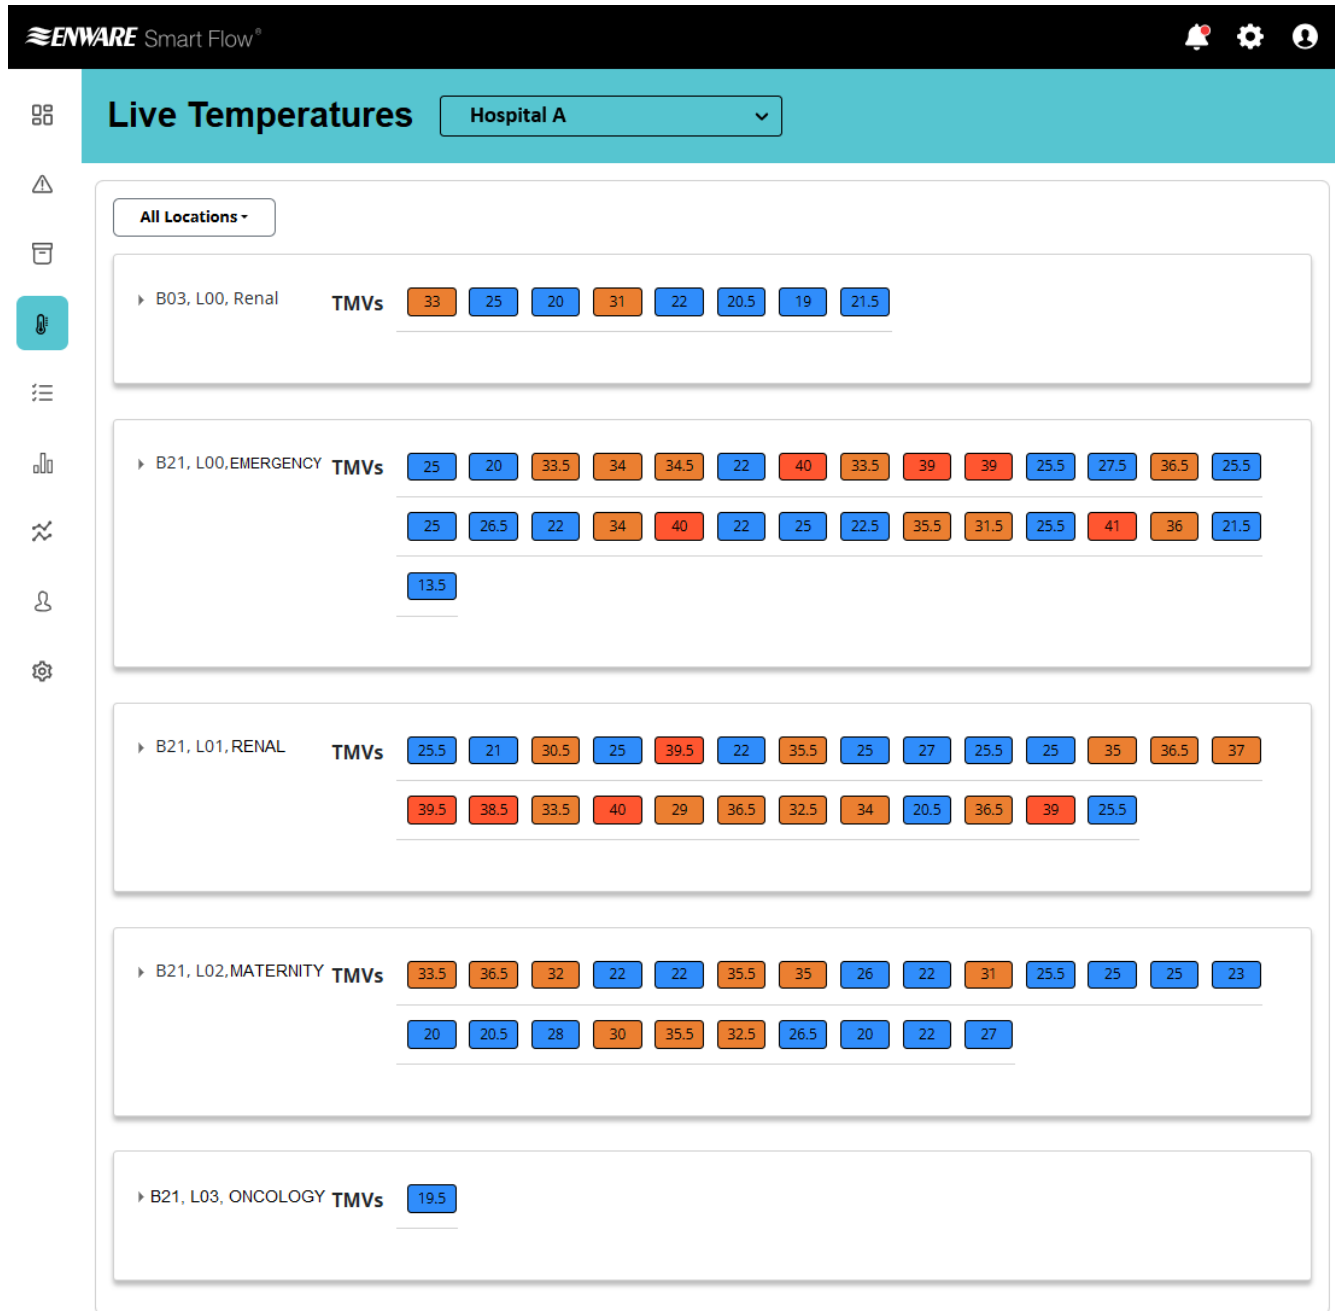 ENWARE Smart Flow®
Live Temperatures Hospital A
All Locations
B03, L00, Renal TMVs 33 25 20 31 22 20.5 19 21.5
B21, L00, EMERGENCY TMVs 25 20 33.5 34 34.5 22 40 33.5 39 39 25.5 27.5 36.5 25.5
25 26.5 22 34 40 22 25 22.5 35.5 31.5 25.5 41 36 21.5
13.5
B21, L01, RENAL TMVs 25.5 21 30.5 25 39.5 22 35.5 25 27 25.5 25 35 36.5 37
39.5 38.5 33.5 40 29 36.5 32.5 34 20.5 36.5 39 25.5
B21, L02, MATERNITY TMVs 33.5 36.5 32 22 22 35.5 35 26 22 31 25.5 25 25 23
20 20.5 28 30 35.5 32.5 26.5 20 22 27
B21, L03, ONCOLOGY TMVs 19.5